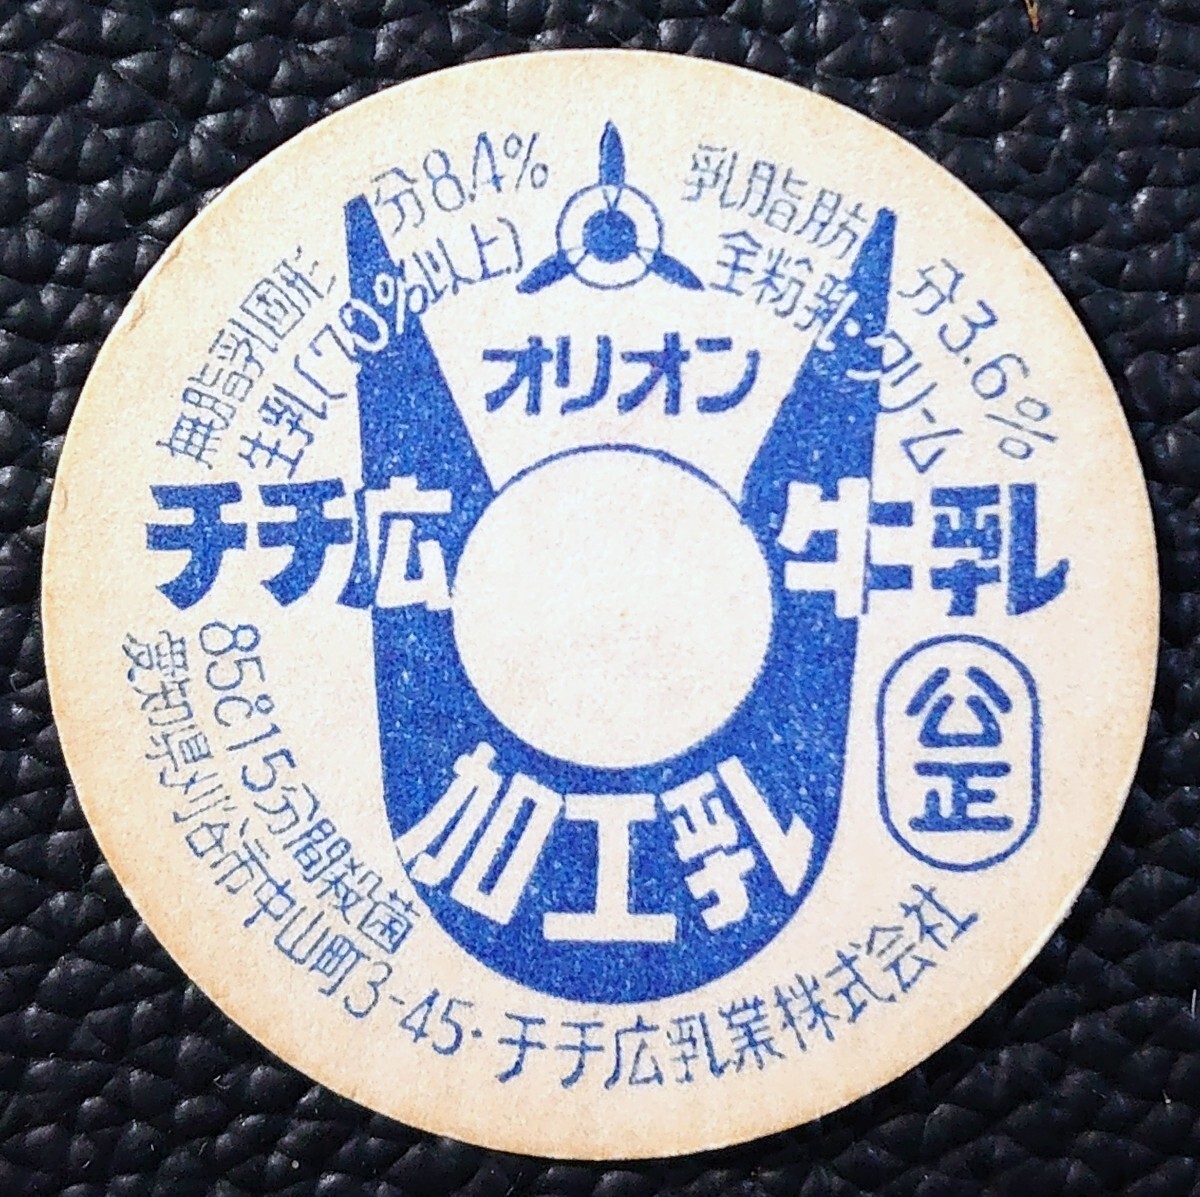 無脂乳固形分8.4%
乳脂肪分3.6%
生乳(70%以上)
全粉乳・クリーム
オリオン
チチ広牛乳
加工乳
公正
85℃15分間殺菌
愛知県刈谷市中山町3-45・チチ広乳業株式会社